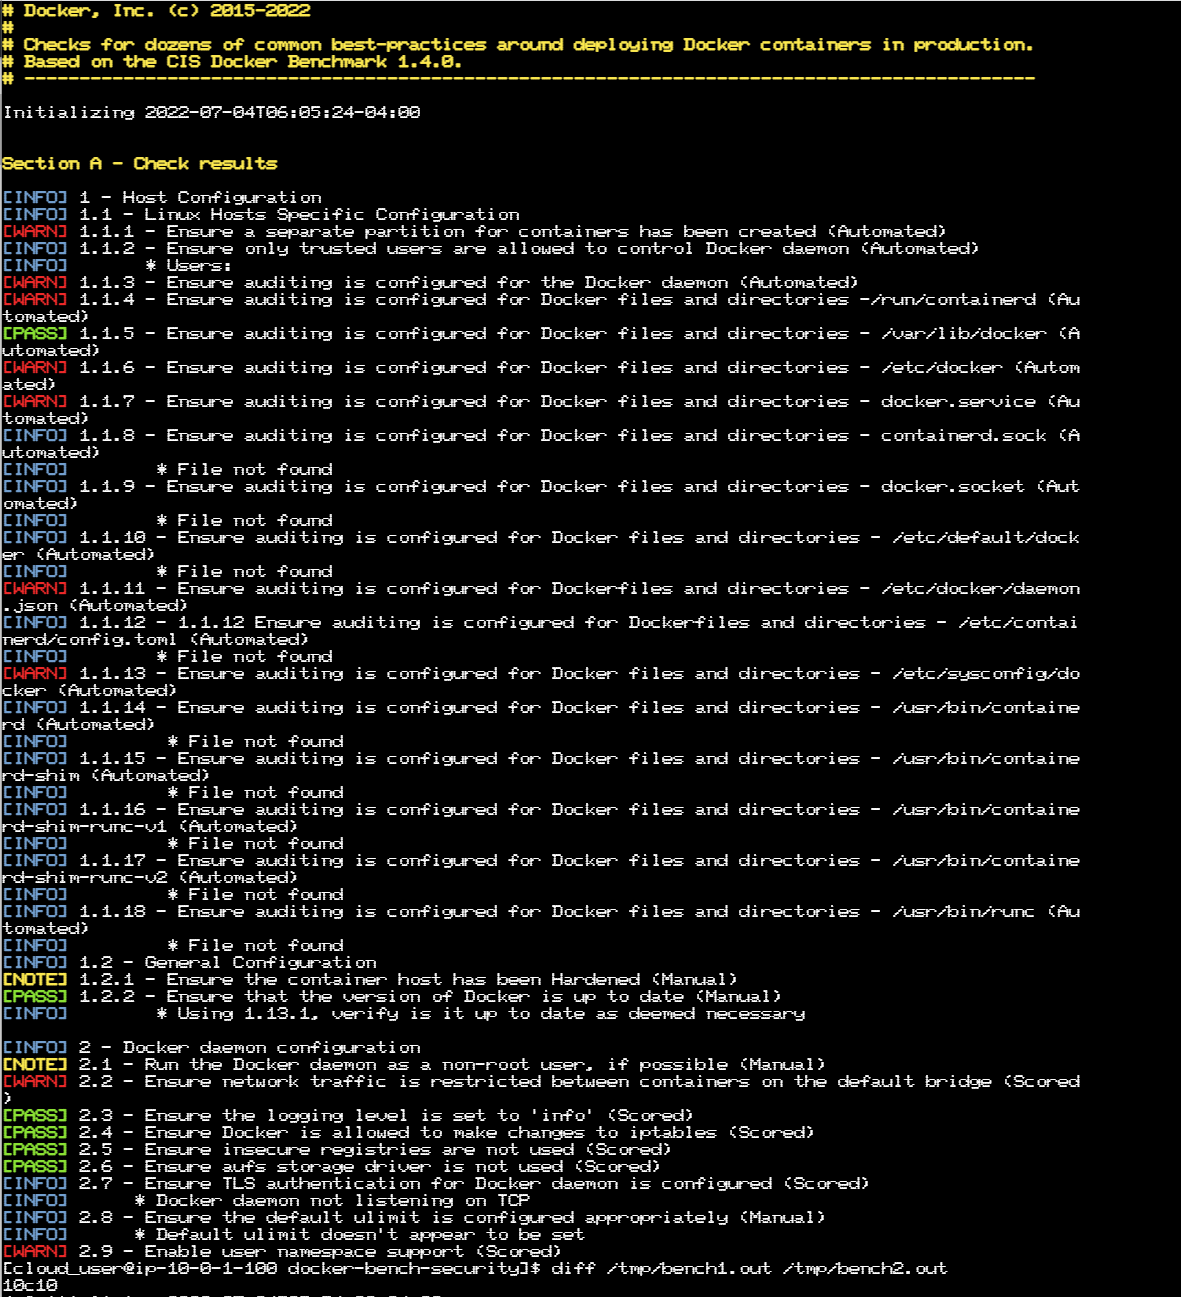 # Docker, Inc. (c) 2015-2022
#
# Checks for dozens of common best-practices around deploying Docker containers in production.
# Based on the CIS Docker Benchmark 1.4.0.
# --------------------------------------------------------------------------------------------
Initializing 2022-07-04T06:05:24-04:00
Section A - Check results
[INFO] 1 - Host Configuration
[INFO] 1.1 - Linux Hosts Specific Configuration
[WARN] 1.1.1 - Ensure a separate partition for containers has been created (Automated)
[INFO] 1.1.2 - Ensure only trusted users are allowed to control Docker daemon (Automated)
[INFO]       * Users:
[WARN] 1.1.3 - Ensure auditing is configured for the Docker daemon (Automated)
[WARN] 1.1.4 - Ensure auditing is configured for Docker files and directories -/run/containerd (Au
tomated)
[PASS] 1.1.5 - Ensure auditing is configured for Docker files and directories - /var/lib/docker (A
utomated)
[WARN] 1.1.6 - Ensure auditing is configured for Docker files and directories - /etc/docker (Autom
ated)
[WARN] 1.1.7 - Ensure auditing is configured for Docker files and directories - docker.service (Au
tomated)
[INFO] 1.1.8 - Ensure auditing is configured for Docker files and directories - containerd.sock (A
utomated)
[INFO]        * File not found
[INFO] 1.1.9 - Ensure auditing is configured for Docker files and directories - docker.socket (Aut
omated)
[INFO]        * File not found
[INFO] 1.1.10 - Ensure auditing is configured for Docker files and directories - /etc/default/dock
er (Automated)
[INFO]        * File not found
[WARN] 1.1.11 - Ensure auditing is configured for Dockerfiles and directories - /etc/docker/daemon
.json (Automated)
[INFO] 1.1.12 - 1.1.12 Ensure auditing is configured for Dockerfiles and directories - /etc/contai
nerd/config.toml (Automated)
[INFO]        * File not found
[WARN] 1.1.13 - Ensure auditing is configured for Docker files and directories - /etc/sysconfig/do
cker (Automated)
[INFO] 1.1.14 - Ensure auditing is configured for Docker files and directories - /usr/bin/containe
rd (Automated)
[INFO]         * File not found
[INFO] 1.1.15 - Ensure auditing is configured for Docker files and directories - /usr/bin/containe
rd-shim (Automated)
[INFO]         * File not found
[INFO] 1.1.16 - Ensure auditing is configured for Docker files and directories - /usr/bin/containe
rd-shim-runc-v1 (Automated)
[INFO]         * File not found
[INFO] 1.1.17 - Ensure auditing is configured for Docker files and directories - /usr/bin/containe
rd-shim-runc-v2 (Automated)
[INFO]         * File not found
[INFO] 1.1.18 - Ensure auditing is configured for Docker files and directories - /usr/bin/runc (Au
tomated)
[INFO]         * File not found
[INFO] 1.2 - General Configuration
[NOTE] 1.2.1 - Ensure the container host has been Hardened (Manual)
[PASS] 1.2.2 - Ensure that the version of Docker is up to date (Manual)
[INFO]        * Using 1.13.1, verify is it up to date as deemed necessary
[INFO] 2 - Docker daemon configuration
[NOTE] 2.1 - Run the Docker daemon as a non-root user, if possible (Manual)
[WARN] 2.2 - Ensure network traffic is restricted between containers on the default bridge (Scored
)
[PASS] 2.3 - Ensure the logging level is set to 'info' (Scored)
[PASS] 2.4 - Ensure Docker is allowed to make changes to iptables (Scored)
[PASS] 2.5 - Ensure insecure registries are not used (Scored)
[PASS] 2.6 - Ensure aufs storage driver is not used (Scored)
[INFO] 2.7 - Ensure TLS authentication for Docker daemon is configured (Scored)
[INFO]      * Docker daemon not listening on TCP
[INFO] 2.8 - Ensure the default ulimit is configured appropriately (Manual)
[INFO]      * Default ulimit doesn't appear to be set
[WARN] 2.9 - Enable user namespace support (Scored)
[cloud_user@ip-10-0-1-100 docker-bench-security]$ diff /tmp/bench1.out /tmp/bench2.out
10c10